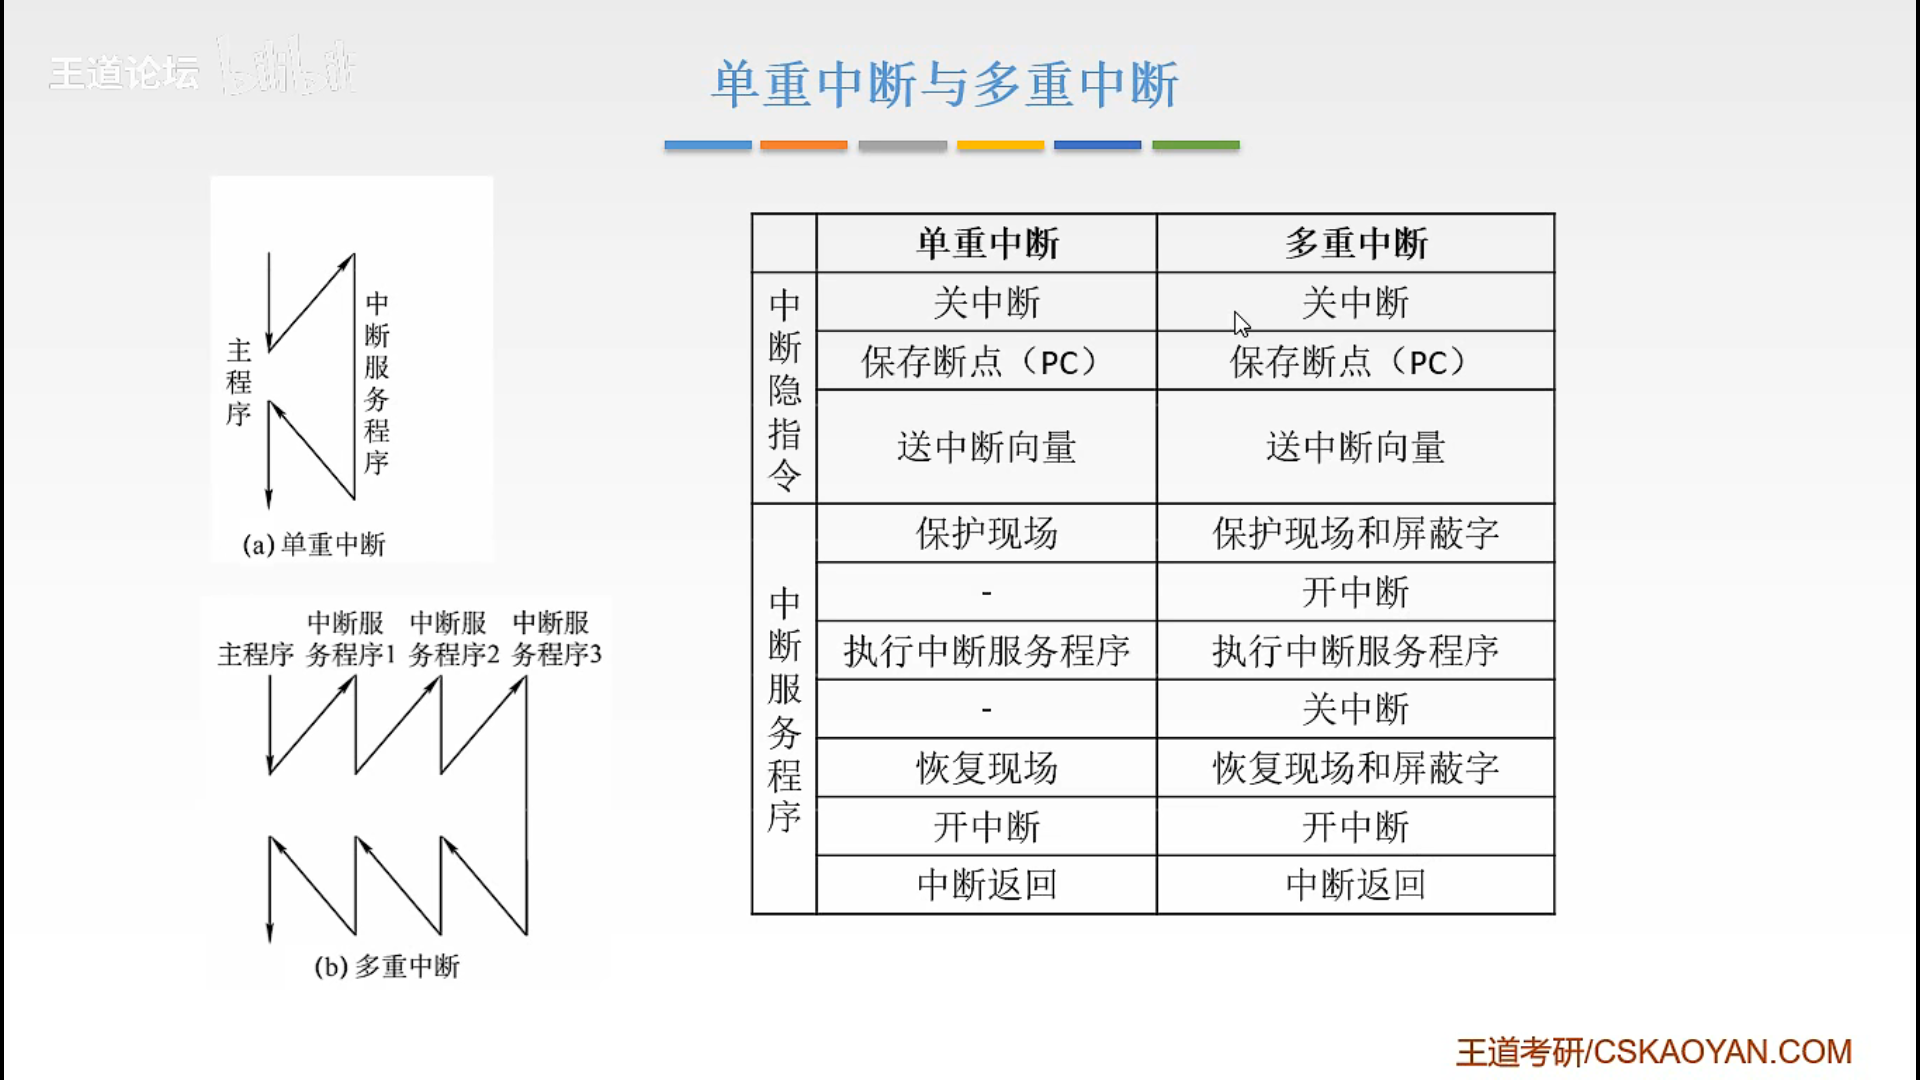 王道论坛 bilibili
单重中断与多重中断
主程序
中断服务程序
(a) 单重中断
主程序 中断服务程序1 中断服务程序2 中断服务程序3
(b) 多重中断
单重中断 多重中断
中断隐指令
关中断 关中断
保存断点（PC） 保存断点（PC）
送中断向量 送中断向量
中断服务程序
保护现场 保护现场和屏蔽字
- 开中断
执行中断服务程序 执行中断服务程序
- 关中断
恢复现场 恢复现场和屏蔽字
开中断 开中断
中断返回 中断返回
王道考研/CSKAOYAN.COM